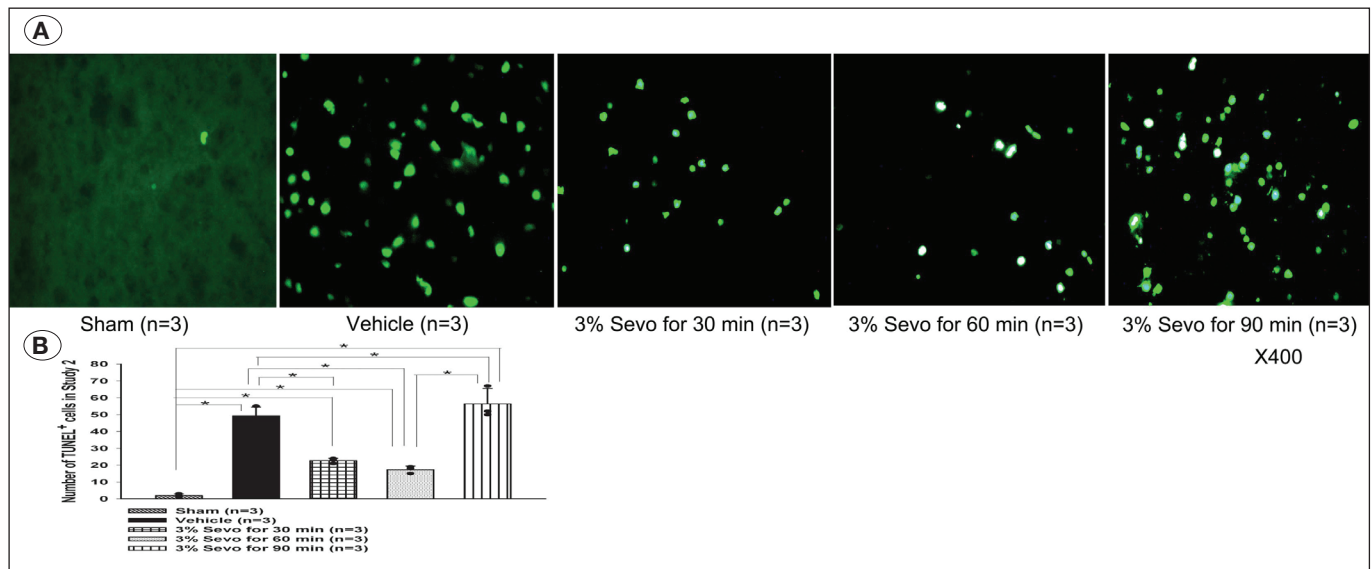 A
Sham (n=3)
Vehicle (n=3)
3% Sevo for 30 min (n=3)
3% Sevo for 60 min (n=3)
3% Sevo for 90 min (n=3)
X400
B
Number of TUNEL+ cells in Study 2
80
70
60
50
40
30
20
10
0
*
*
*
*
*
*
*
*
Sham (n=3)
Vehicle (n=3)
3% Sevo for 30 min (n=3)
3% Sevo for 60 min (n=3)
3% Sevo for 90 min (n=3)